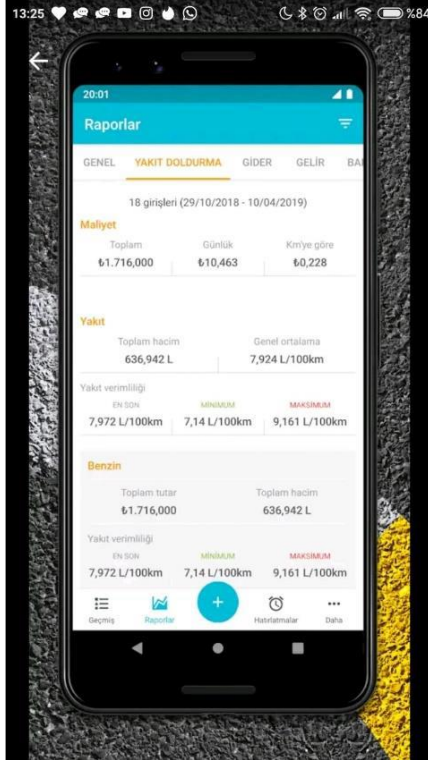 13:25 %84
20:01
Raporlar
GENEL YAKIT DOLDURMA GİDER GELİR
18 girişleri (29/10/2018 - 10/04/2019)
Maliyet
Toplam Günlük Km'ye göre
₺1.716,000 ₺10,463 ₺0,228
Yakıt
Toplam hacim Genel ortalama
636,942 L 7,924 L/100km
Yakıt verimliliği
EN SON MİNİMUM MAKSİMUM
7,972 L/100km 7,14 L/100km 9,161 L/100km
Benzin
Toplam tutar Toplam hacim
₺1.716,000 636,942 L
Yakıt verimliliği
EN SON MİNİMUM MAKSİMUM
7,972 L/100km 7,14 L/100km 9,161 L/100km
Geçmiş Raporlar Hatırlatmalar Daha